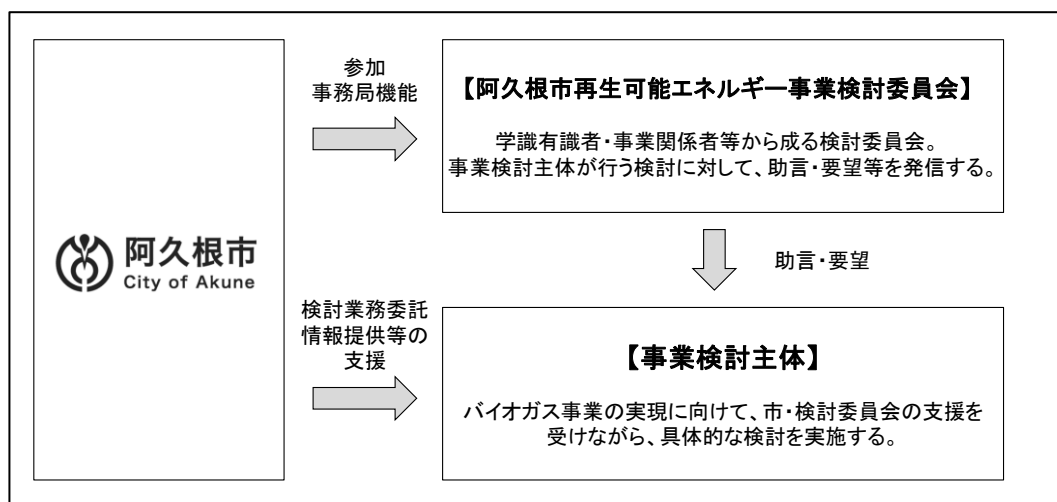 参加
事務局機能
【阿久根市再生可能エネルギー事業検討委員会】
学識有識者・事業関係者等から成る検討委員会。
事業検討主体が行う検討に対して、助言・要望等を発信する。
阿久根市
City of Akune
助言・要望
検討業務委託
情報提供等の
支援
【事業検討主体】
バイオガス事業の実現に向けて、市・検討委員会の支援を
受けながら、具体的な検討を実施する。